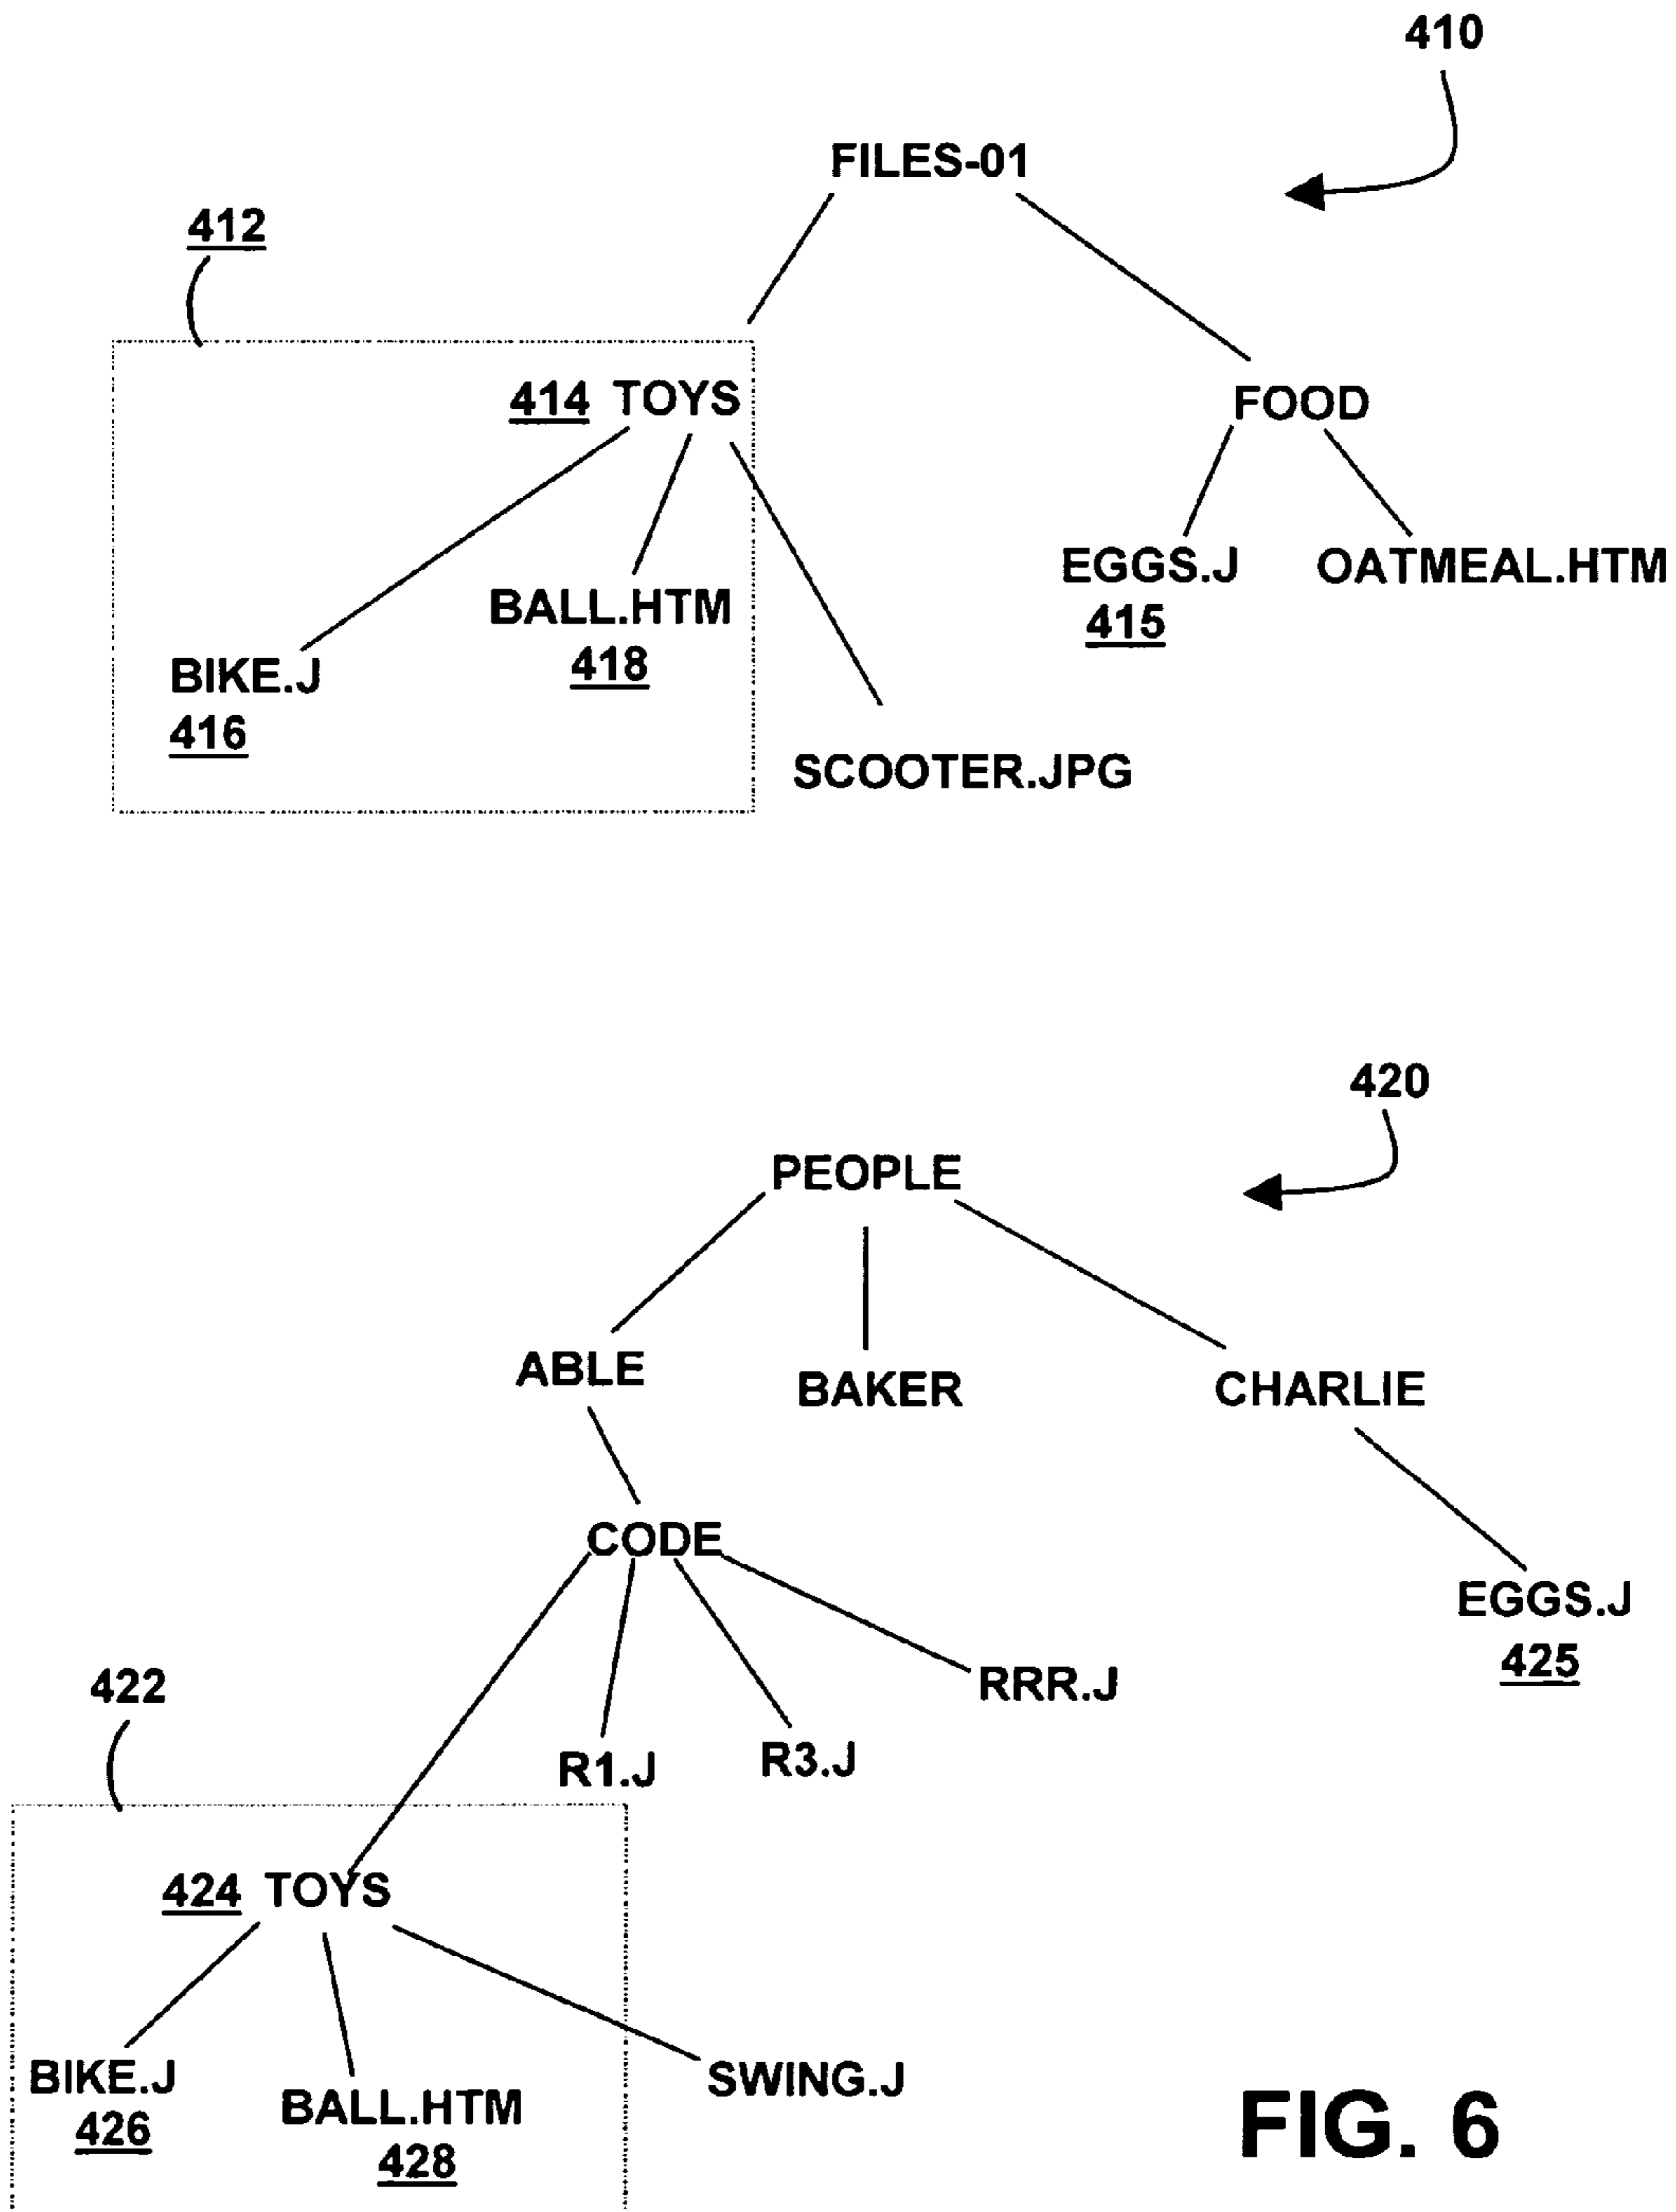 410
FILES-01
412
414 TOYS
FOOD
EGGS.J
OATMEAL.HTM
415
BALL.HTM
418
BIKE.J
416
SCOOTER.JPG
420
PEOPLE
ABLE
BAKER
CHARLIE
CODE
EGGS.J
425
RRR.J
422
R1.J
R3.J
424 TOYS
BIKE.J
426
BALL.HTM
428
SWING.J
FIG. 6